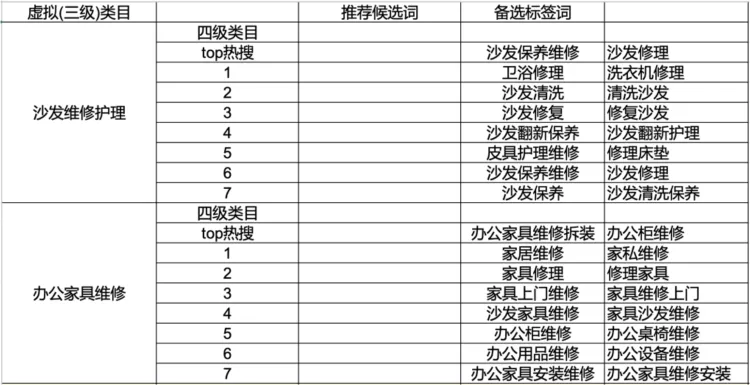 虚拟(三级)类目 推荐候选词 备选标签词
四级类目
top热搜 沙发保养维修 沙发修理
1 卫浴修理 洗衣机修理
2 沙发清洗 清洗沙发
沙发维修护理
3 沙发修复 修复沙发
4 沙发翻新保养 沙发翻新护理
5 皮具护理维修 修理床垫
6 沙发保养维修 沙发修理
7 沙发保养 沙发清洗保养
四级类目
top热搜 办公家具维修拆装 办公柜维修
1 家居维修 家私维修
2 家具修理 修理家具
办公家具维修
3 家具上门维修 家具维修上门
4 沙发家具维修 家具沙发维修
5 办公柜维修 办公桌椅维修
6 办公用品维修 办公设备维修
7 办公家具安装维修 办公家具维修安装